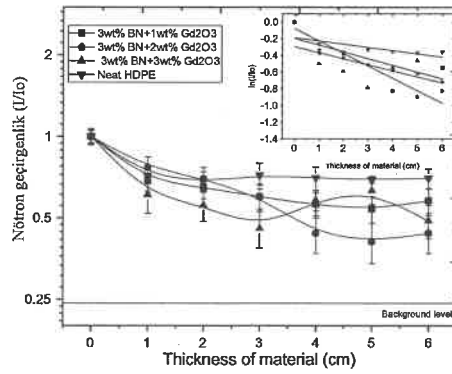 3wt% BN+1wt% Gd2O3
3wt% BN+2wt% Gd2O3
3wt% BN+3wt% Gd2O3
Neat HDPE
Nötron geçirgenlik (I/Io)
2
1
0.5
0.25
0 1 2 3 4 5 6
Thickness of material (cm)
Background level
ln(I/Io)
0.0
-0.2
-0.4
-0.6
-0.8
-1.0
-1.2
-1.4
0 1 2 3 4 5 6
Thickness of material (cm)